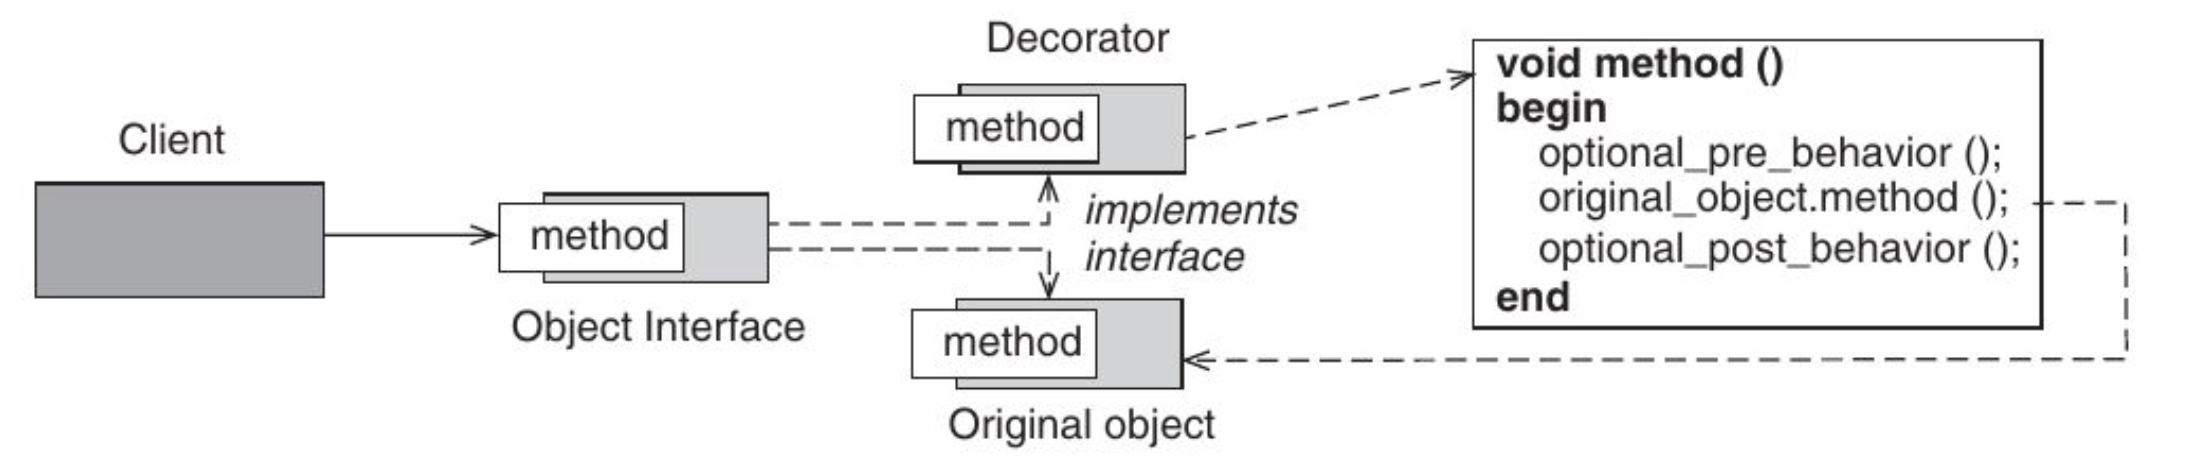 Client
method
Object Interface
Decorator
method
implements
interface
method
Original object
void method ()
begin
optional_pre_behavior ();
original_object.method ();
optional_post_behavior ();
end